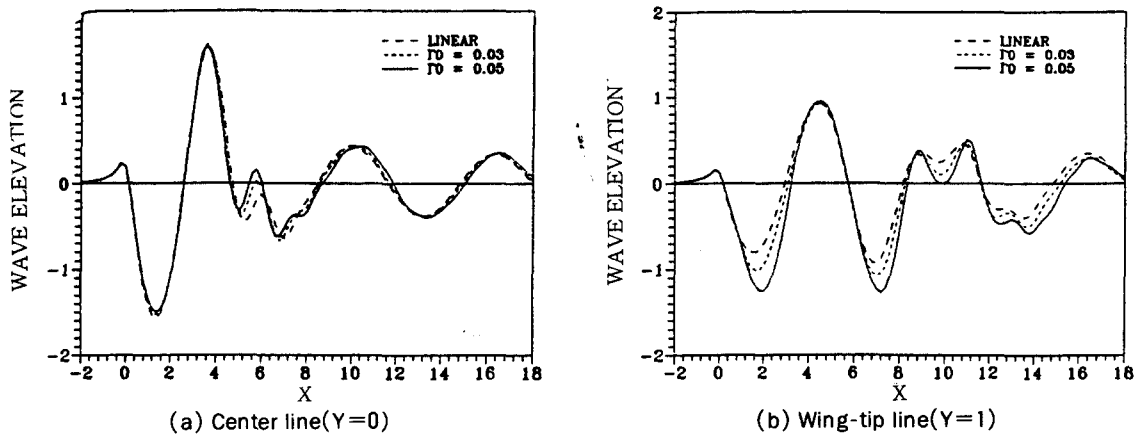 LINEAR
Γ0 = 0.03
Γ0 = 0.05
WAVE ELEVATION
1
0
-1
-2
-2 0 2 4 6 8 10 12 14 16 18
X
(a) Center line(Y=0)
2
LINEAR
Γ0 = 0.03
Γ0 = 0.05
WAVE ELEVATION
1
0
-1
-2
-2 0 2 4 6 8 10 12 14 16 18
X
(b) Wing-tip line(Y=1)